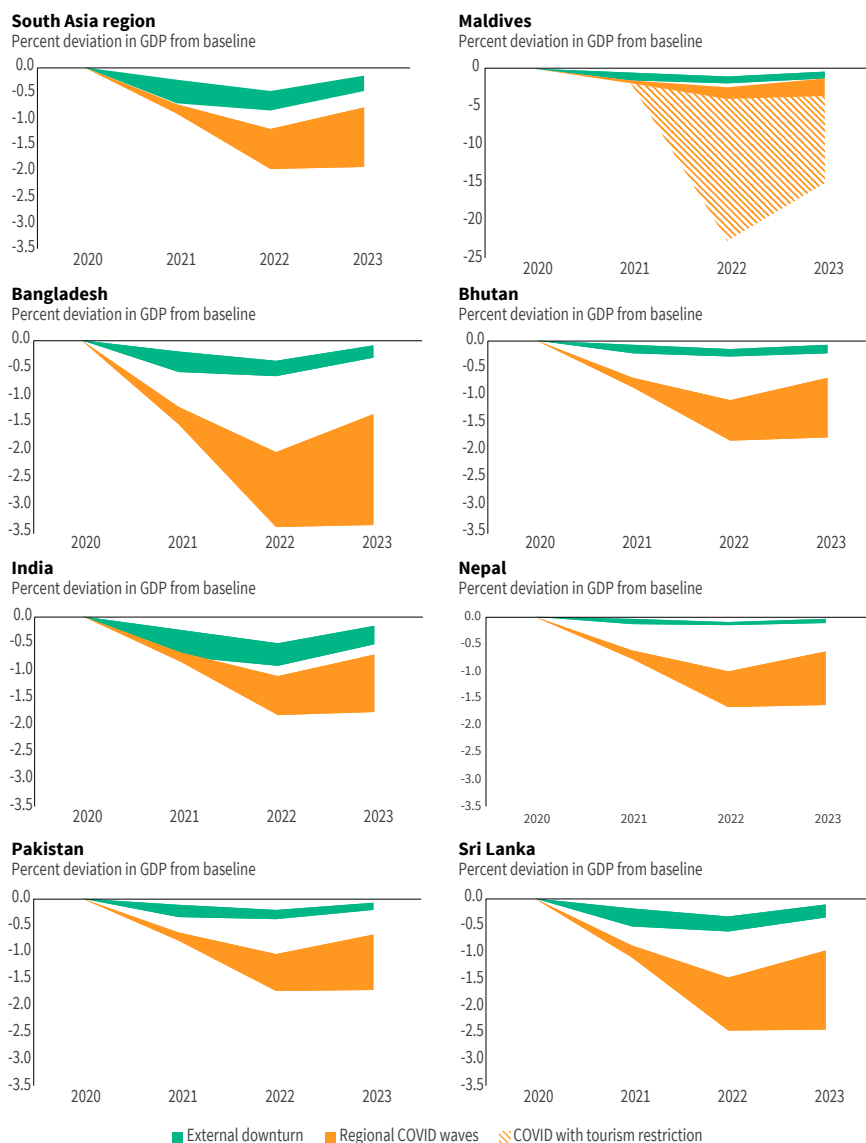 South Asia region
Percent deviation in GDP from baseline
0.0
-0.5
-1.0
-1.5
-2.0
-2.5
-3.0
-3.5
2020 2021 2022 2023
Maldives
Percent deviation in GDP from baseline
0
-5
-10
-15
-20
-25
2020 2021 2022 2023
Bangladesh
Percent deviation in GDP from baseline
0.0
-0.5
-1.0
-1.5
-2.0
-2.5
-3.0
-3.5
2020 2021 2022 2023
Bhutan
Percent deviation in GDP from baseline
0.0
-0.5
-1.0
-1.5
-2.0
-2.5
-3.0
-3.5
2020 2021 2022 2023
India
Percent deviation in GDP from baseline
0.0
-0.5
-1.0
-1.5
-2.0
-2.5
-3.0
-3.5
2020 2021 2022 2023
Nepal
Percent deviation in GDP from baseline
0.0
-0.5
-1.0
-1.5
-2.0
-2.5
-3.0
-3.5
2020 2021 2022 2023
Pakistan
Percent deviation in GDP from baseline
0.0
-0.5
-1.0
-1.5
-2.0
-2.5
-3.0
-3.5
2020 2021 2022 2023
Sri Lanka
Percent deviation in GDP from baseline
0.0
-0.5
-1.0
-1.5
-2.0
-2.5
-3.0
-3.5
2020 2021 2022 2023
External downturn Regional COVID waves COVID with tourism restriction